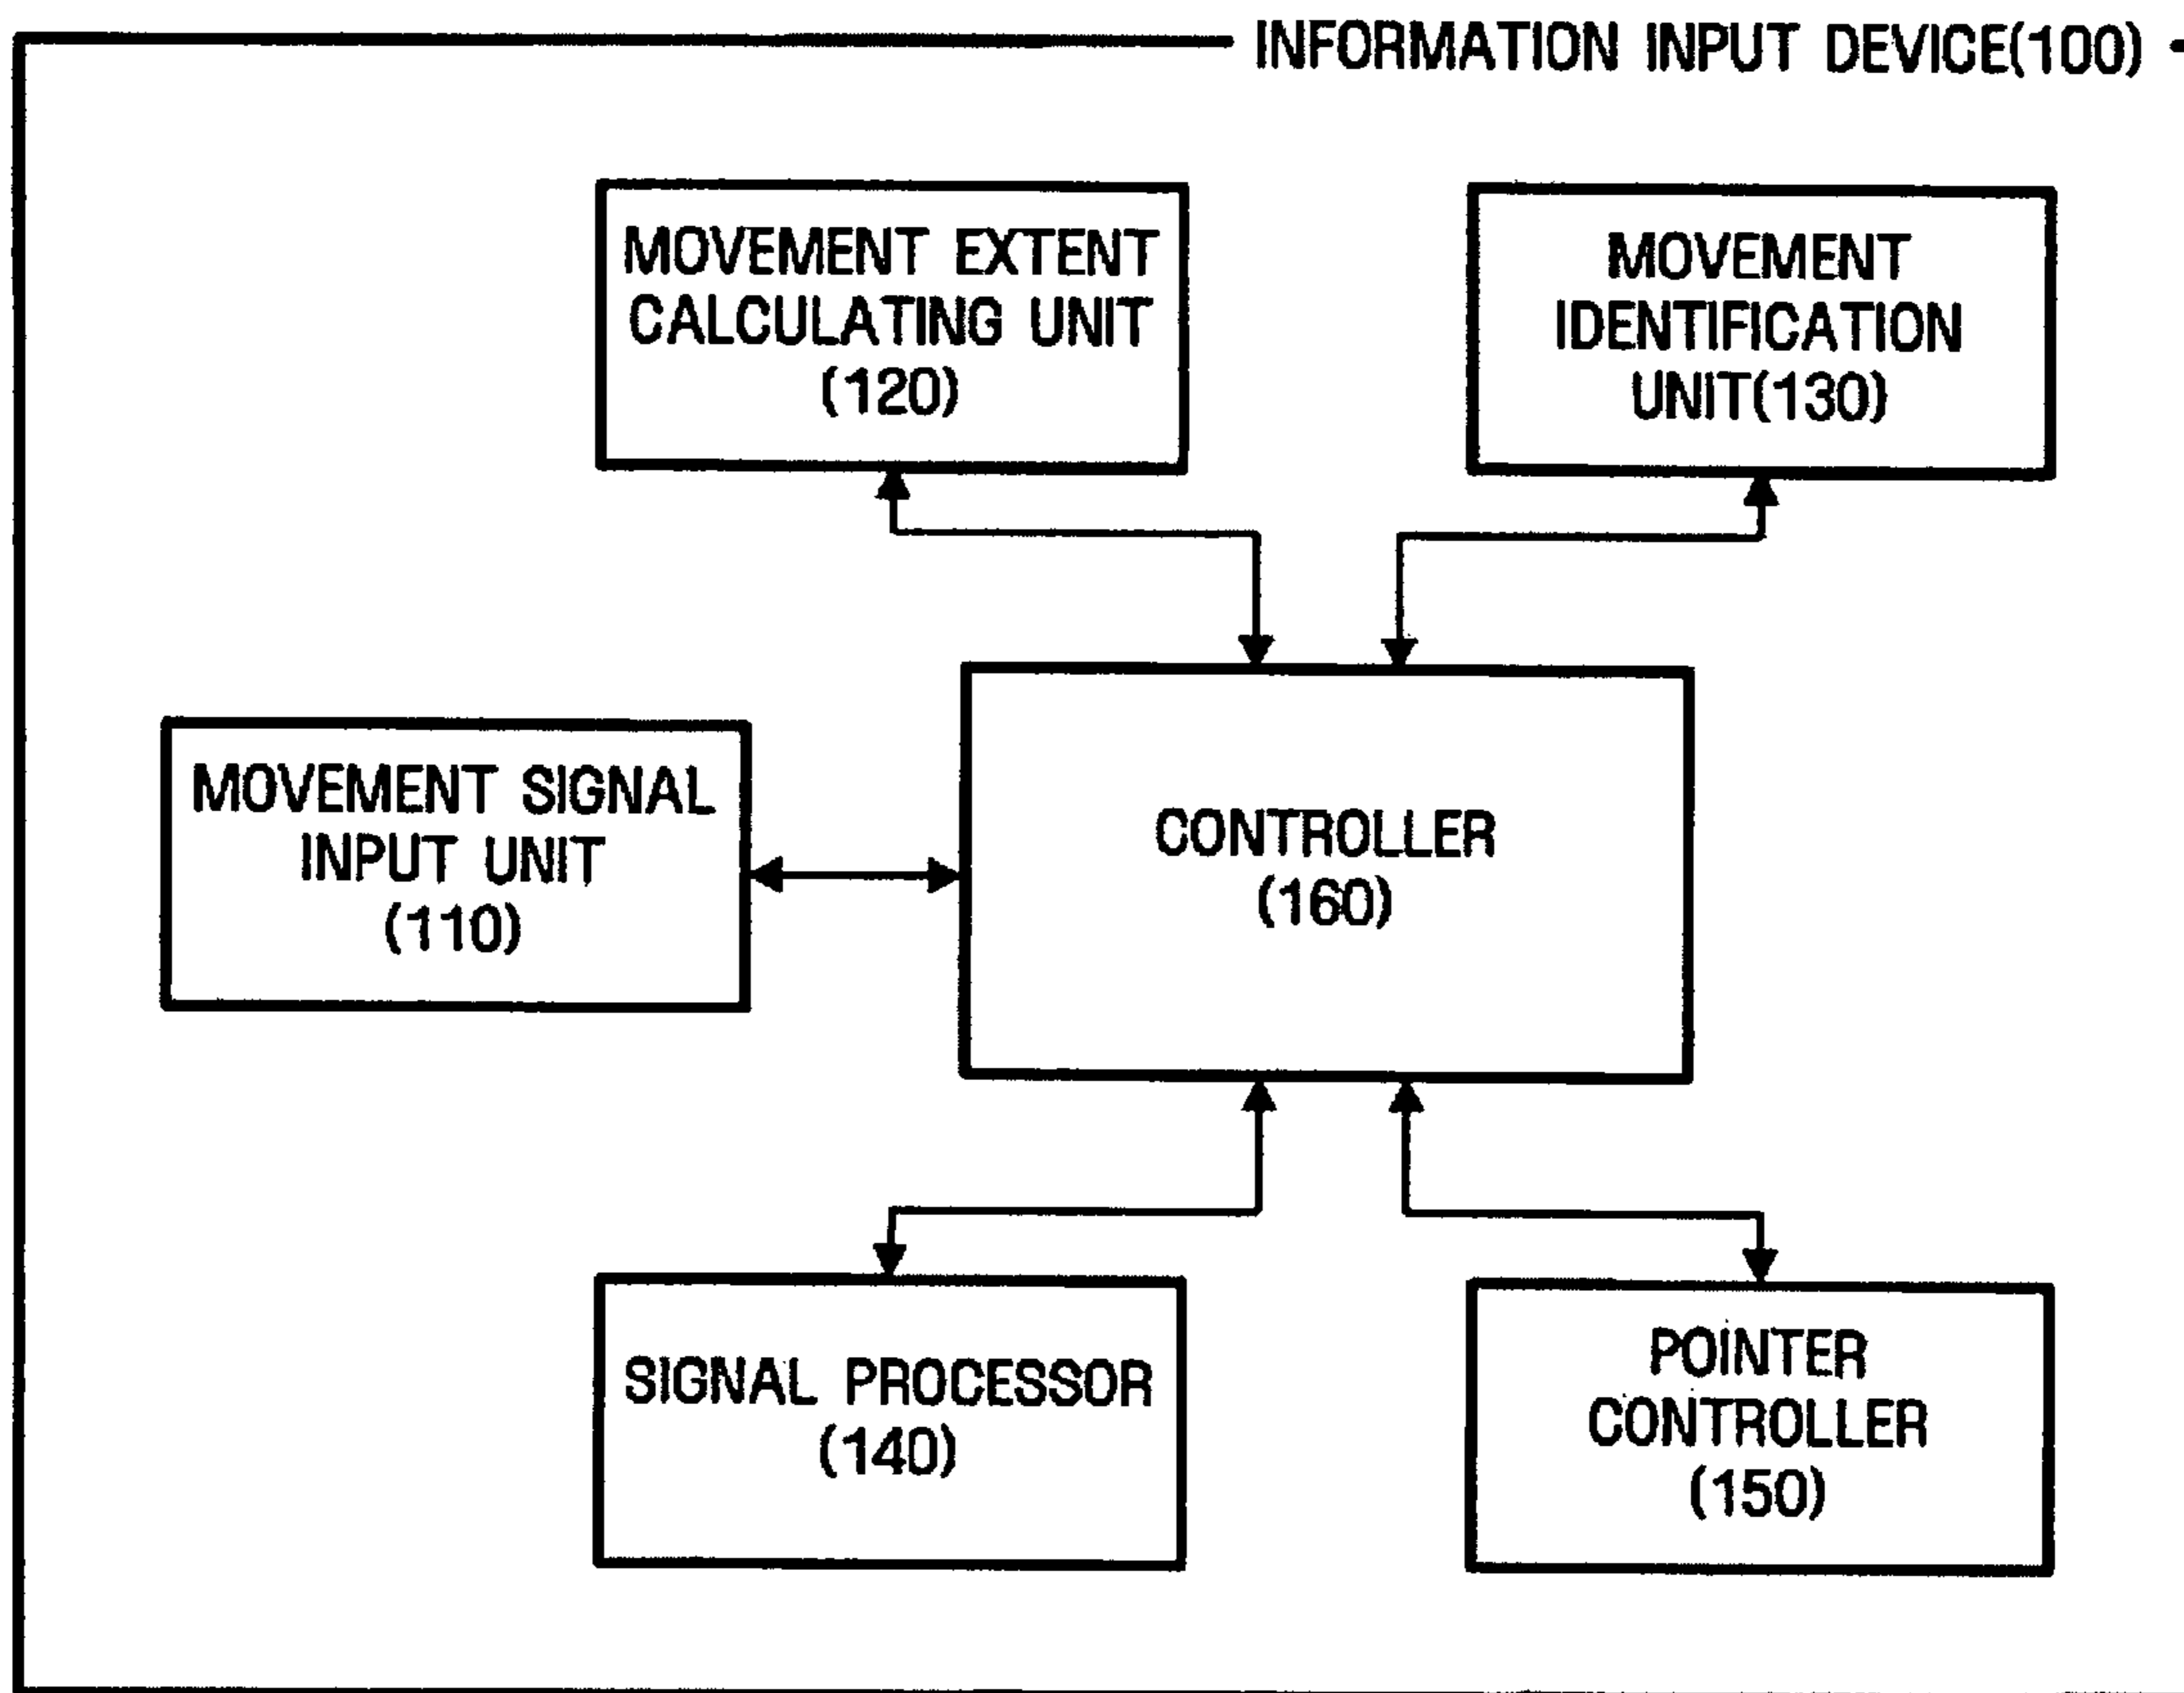 INFORMATION INPUT DEVICE(100)
MOVEMENT EXTENT
CALCULATING UNIT
(120)
MOVEMENT
IDENTIFICATION
UNIT(130)
MOVEMENT SIGNAL
INPUT UNIT
(110)
CONTROLLER
(160)
SIGNAL PROCESSOR
(140)
POINTER
CONTROLLER
(150)